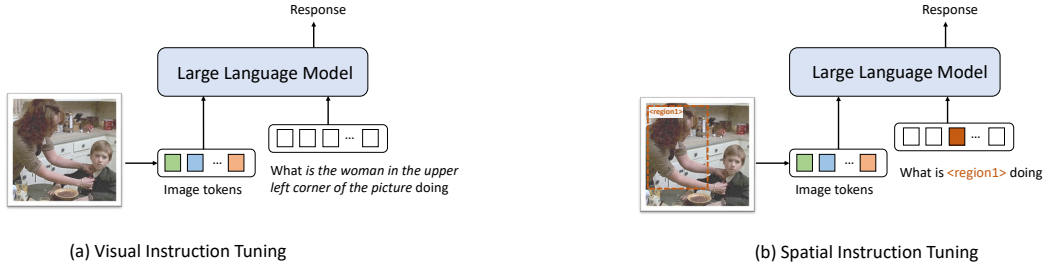 Response
Large Language Model
...
...
Image tokens
What is the woman in the upper
left corner of the picture doing
(a) Visual Instruction Tuning
Response
Large Language Model
<region1>
...
...
Image tokens
What is <region1> doing
(b) Spatial Instruction Tuning